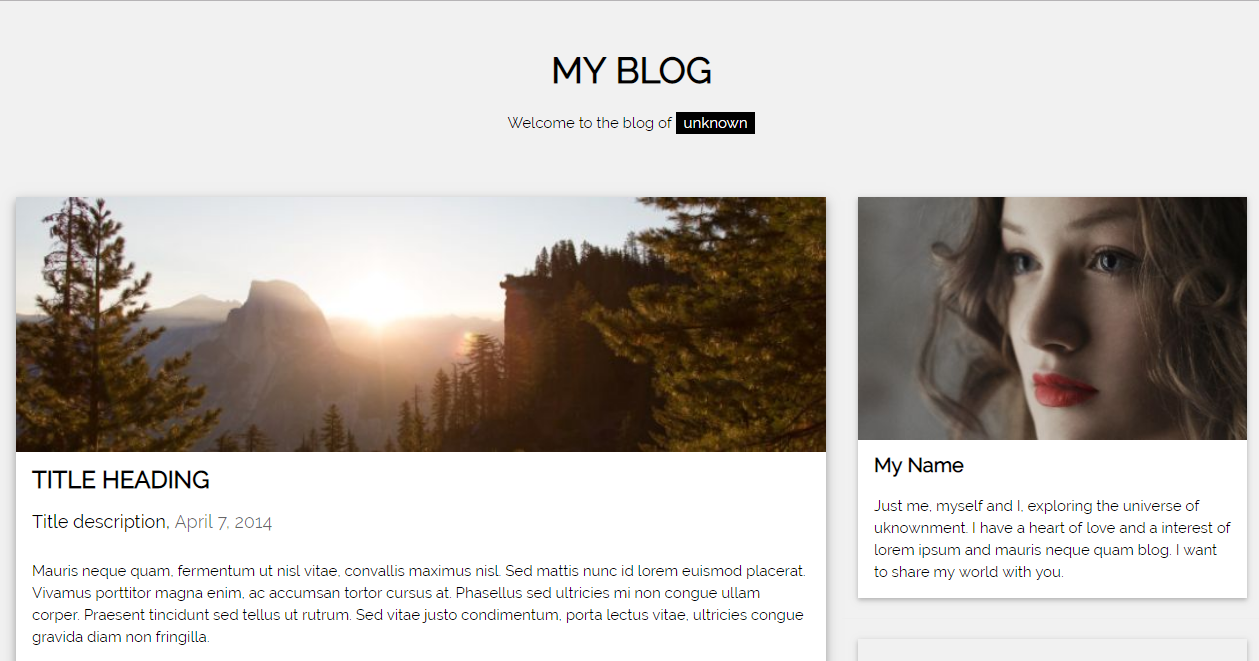 MY BLOG
Welcome to the blog of unknown
TITLE HEADING
Title description, April 7, 2014
Mauris neque quam, fermentum ut nisl vitae, convallis maximus nisl. Sed mattis nunc id lorem euismod placerat.
Vivamus porttitor magna enim, ac accumsan tortor cursus at. Phasellus sed ultricies mi non congue ullam
corper. Praesent tincidunt sed tellus ut rutrum. Sed vitae justo condimentum, porta lectus vitae, ultricies congue
gravida diam non fringilla.
My Name
Just me, myself and I, exploring the universe of
uknownment. I have a heart of love and a interest of
lorem ipsum and mauris neque quam blog. I want
to share my world with you.